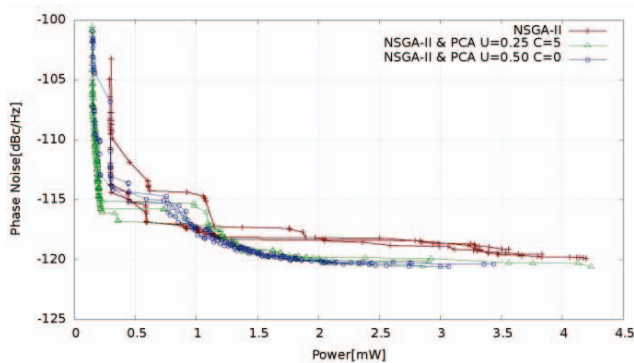 -100
-105
-110
-115
-120
-125
Phase Noise[dBc/Hz]
NSGA-II
NSGA-II & PCA U=0.25 C=5
NSGA-II & PCA U=0.50 C=0
0 0.5 1 1.5 2 2.5 3 3.5 4 4.5
Power[mW]